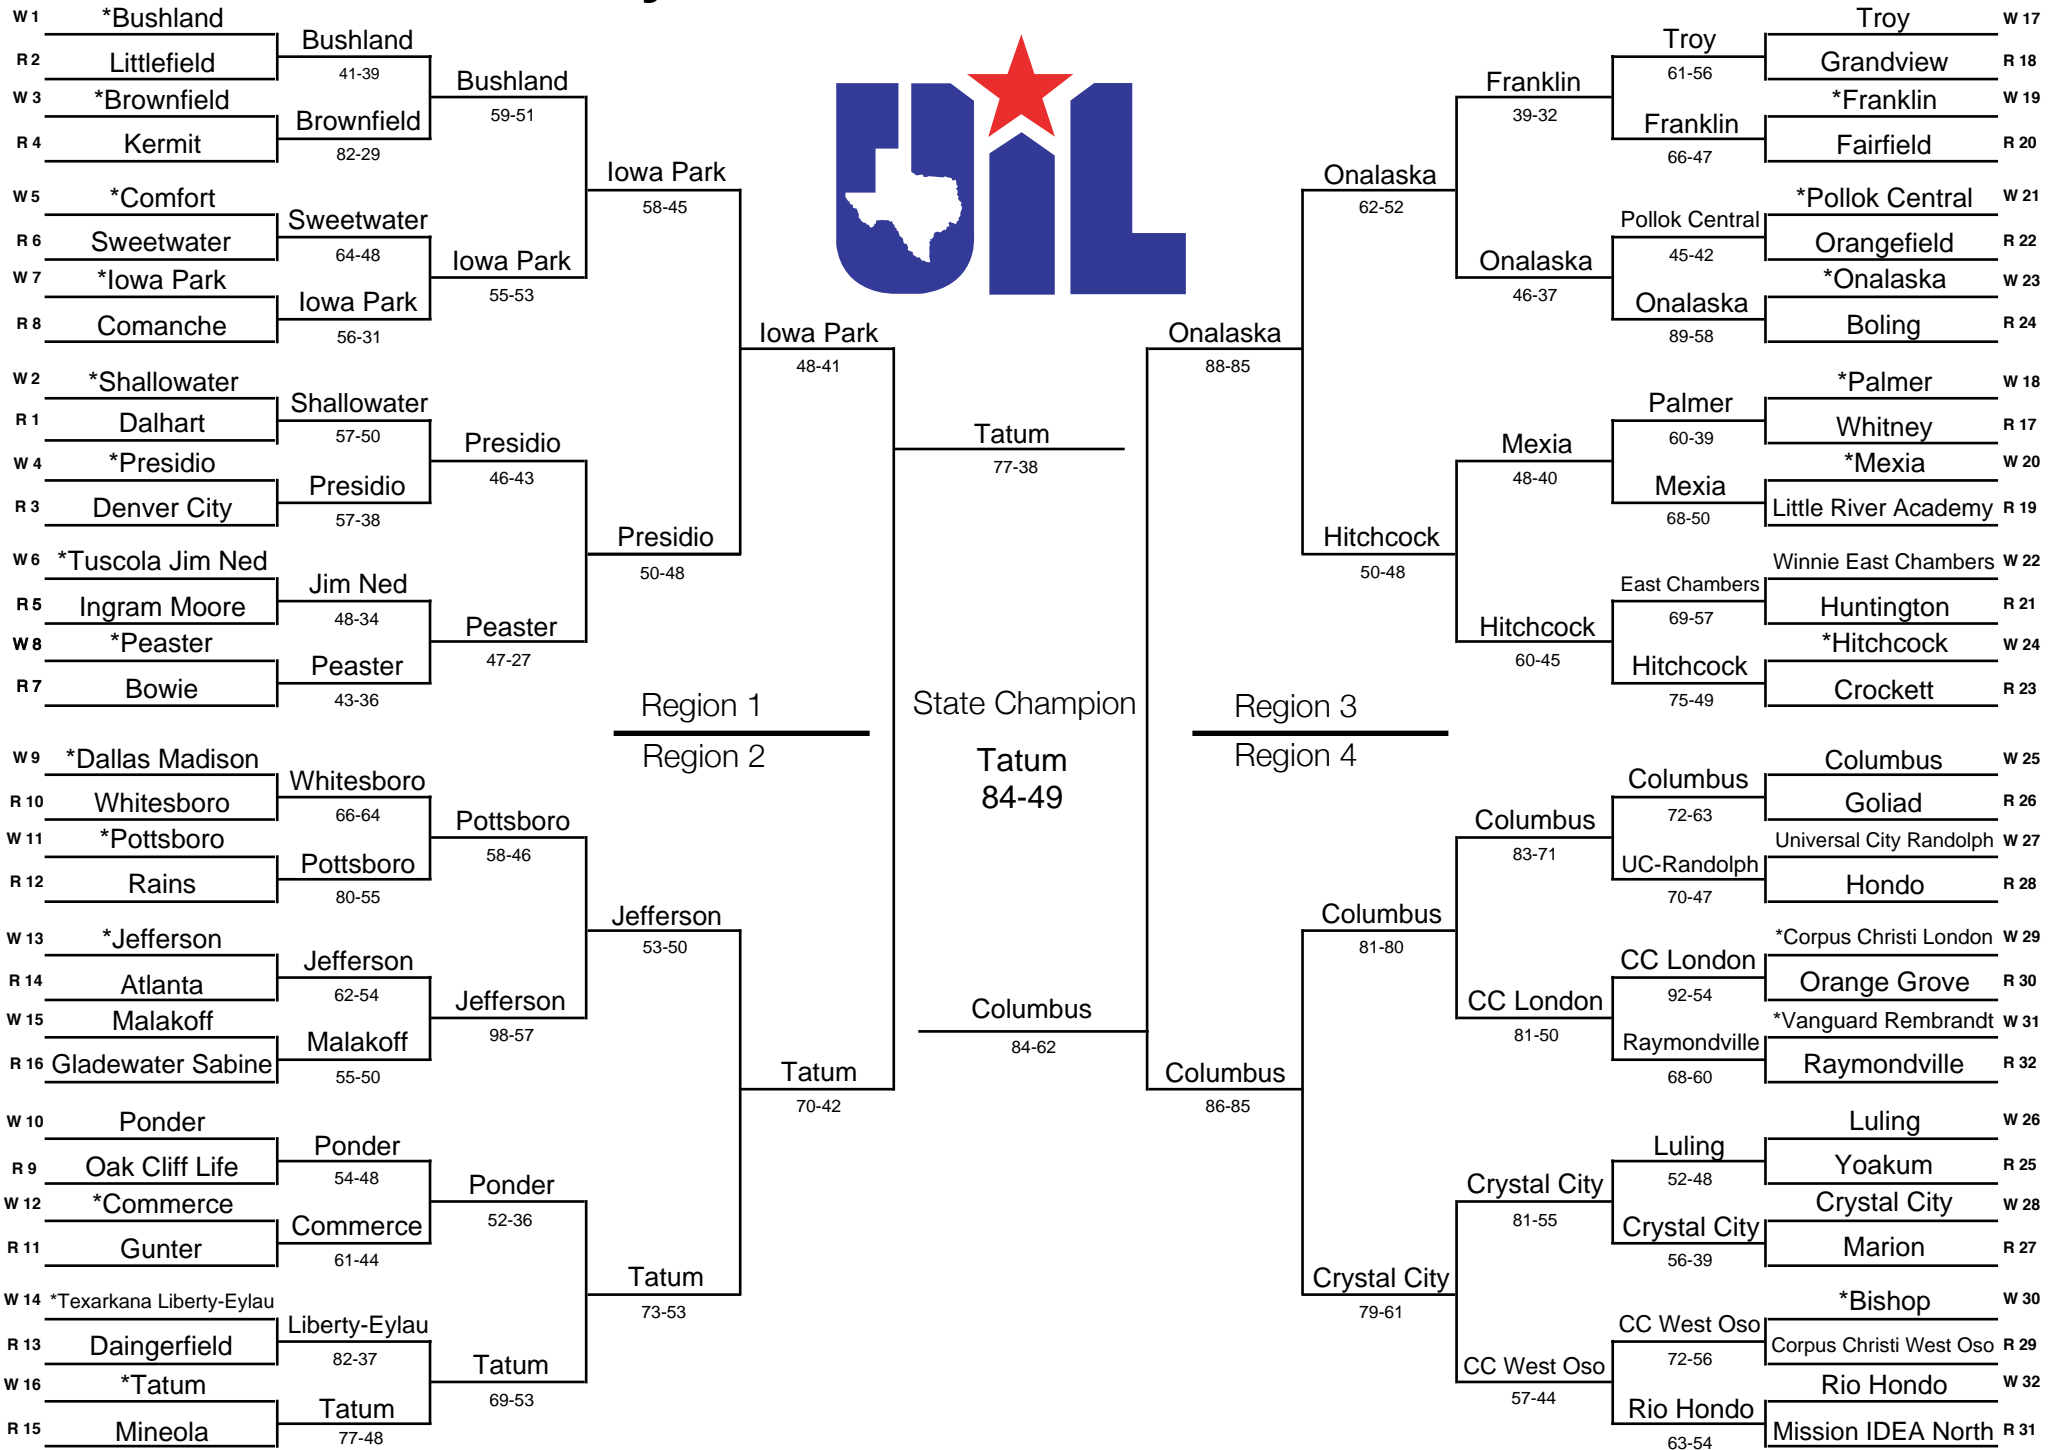 W 1 *Bushland
R 2 Littlefield
W 3 *Brownfield
R 4 Kermit
W 5 *Comfort
R 6 Sweetwater
W 7 *Iowa Park
R 8 Comanche
W 2 *Shallowater
R 1 Dalhart
W 4 *Presidio
R 3 Denver City
W 6 *Tuscola Jim Ned
R 5 Ingram Moore
W 8 *Peaster
R 7 Bowie
W 9 *Dallas Madison
R 10 Whitesboro
W 11 *Pottsboro
R 12 Rains
W 13 *Jefferson
R 14 Atlanta
W 15 Malakoff
R 16 Gladewater Sabine
W 10 Ponder
R 9 Oak Cliff Life
W 12 *Commerce
R 11 Gunter
W 14 *Texarkana Liberty-Eylau
R 13 Daingerfield
W 16 *Tatum
R 15 Mineola
Bushland
41-39
Brownfield
82-29
Sweetwater
64-48
Iowa Park
56-31
Shallowater
57-50
Presidio
57-38
Jim Ned
48-34
Peaster
43-36
Whitesboro
66-64
Pottsboro
80-55
Jefferson
62-54
Malakoff
55-50
Ponder
54-48
Commerce
61-44
Liberty-Eylau
82-37
Tatum
77-48
Bushland
59-51
Iowa Park
55-53
Presidio
46-43
Peaster
47-27
Pottsboro
58-46
Jefferson
98-57
Ponder
52-36
Tatum
69-53
Iowa Park
58-45
Presidio
50-48
Jefferson
53-50
Tatum
73-53
Iowa Park
48-41
Tatum
70-42
Region 1
Region 2
UIL
Tatum
77-38
State Champion
Tatum
84-49
Columbus
84-62
Region 3
Region 4
Onalaska
88-85
Columbus
86-85
Onalaska
62-52
Hitchcock
50-48
Columbus
81-80
Crystal City
79-61
Franklin
39-32
Onalaska
46-37
Mexia
48-40
Hitchcock
60-45
Columbus
83-71
CC London
81-50
Crystal City
81-55
CC West Oso
57-44
Troy
61-56
Franklin
66-47
Pollok Central
45-42
Onalaska
89-58
Palmer
60-39
Mexia
68-50
East Chambers
69-57
Hitchcock
75-49
Columbus
72-63
UC-Randolph
70-47
CC London
92-54
Raymondville
68-60
Luling
52-48
Crystal City
56-39
CC West Oso
72-56
Rio Hondo
63-54
Troy W 17
Grandview R 18
*Franklin W 19
Fairfield R 20
*Pollok Central W 21
Orangefield R 22
*Onalaska W 23
Boling R 24
*Palmer W 18
Whitney R 17
*Mexia W 20
Little River Academy R 19
Winnie East Chambers W 22
Huntington R 21
*Hitchcock W 24
Crockett R 23
Columbus W 25
Goliad R 26
Universal City Randolph W 27
Hondo R 28
*Corpus Christi London W 29
Orange Grove R 30
*Vanguard Rembrandt W 31
Raymondville R 32
Luling W 26
Yoakum R 25
Crystal City W 28
Marion R 27
*Bishop W 30
Corpus Christi West Oso R 29
Rio Hondo W 32
Mission IDEA North R 31